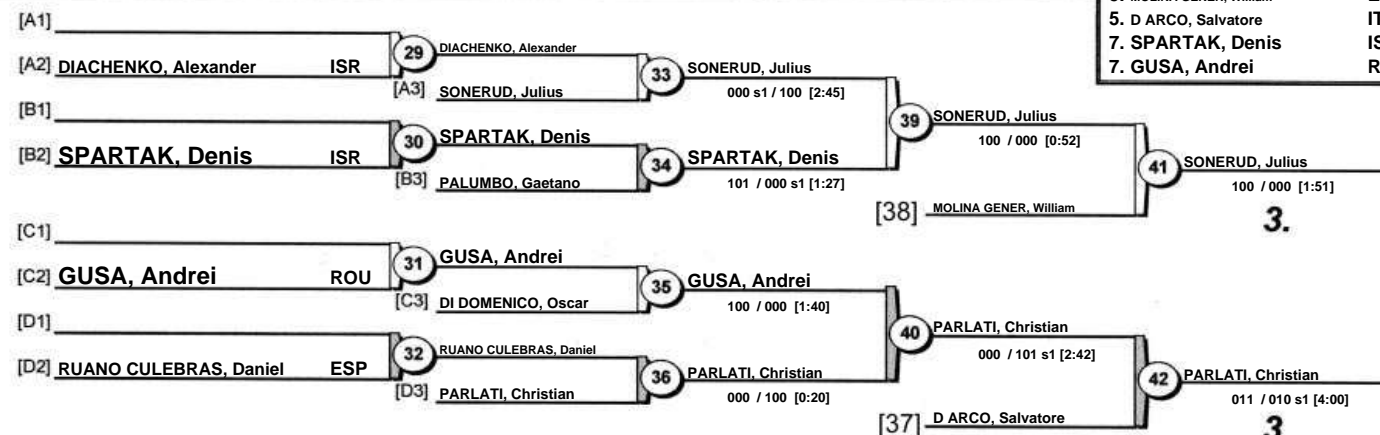 5. D ARCO, Salvatore
7. SPARTAK, Denis
7. GUSA, Andrei
[A1]
[A2] DIACHENKO, Alexander ISR
29
DIACHENKO, Alexander
[A3] SONERUD, Julius
33
SONERUD, Julius
000 s1 / 100 [2:45]
[B1]
[B2] SPARTAK, Denis ISR
30
SPARTAK, Denis
[B3] PALUMBO, Gaetano
34
SPARTAK, Denis
101 / 000 s1 [1:27]
39
SONERUD, Julius
100 / 000 [0:52]
[38] MOLINA GENER, William
41
SONERUD, Julius
100 / 000 [1:51]
3.
[C1]
[C2] GUSA, Andrei ROU
31
GUSA, Andrei
[C3] DI DOMENICO, Oscar
35
GUSA, Andrei
100 / 000 [1:40]
[D1]
[D2] RUANO CULEBRAS, Daniel ESP
32
RUANO CULEBRAS, Daniel
[D3] PARLATI, Christian
36
PARLATI, Christian
000 / 100 [0:20]
40
PARLATI, Christian
000 / 101 s1 [2:42]
[37] D ARCO, Salvatore
42
PARLATI, Christian
011 / 010 s1 [4:00]
3